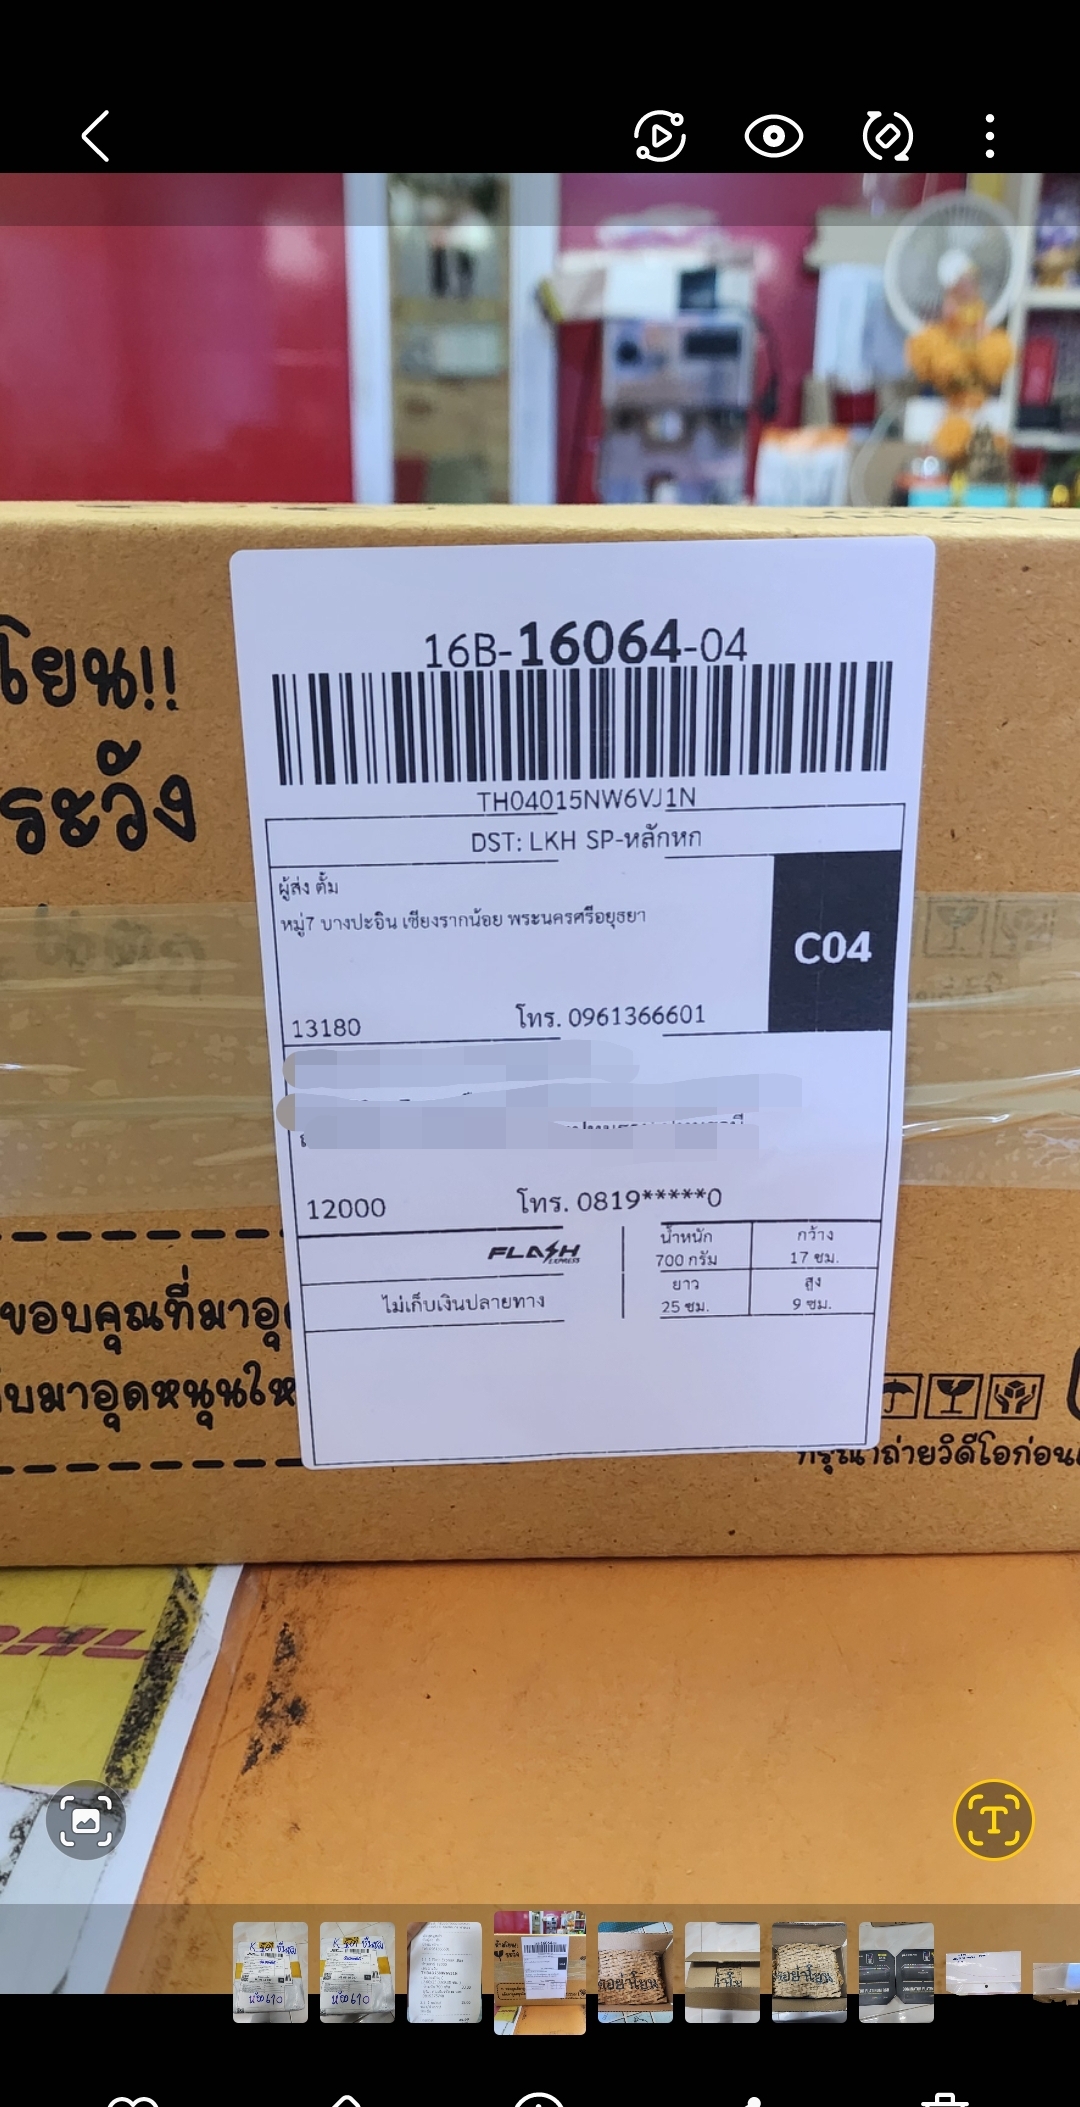 โยน!!
ระวัง
16B-16064-04
TH04015NW6VJ1N
DST: LKH SP-หลักหก
ผู้ส่ง ตั้ม
หมู่7 บางปะอิน เชียงรากน้อย พระนครศรีอยุธยา
C04
13180
โทร. 0961366601
12000
โทร. 0819*****0
FLASH
EXPRESS
น้ำหนัก
กว้าง
700 กรัม
17 ซม.
ไม่เก็บเงินปลายทาง
ยาว
สูง
25 ซม.
9 ซม.
ขอบคุณที่มาอุ
บมาอุดหนุนให
กรุณาถ่ายวิดีโอก่อน
DHL
T